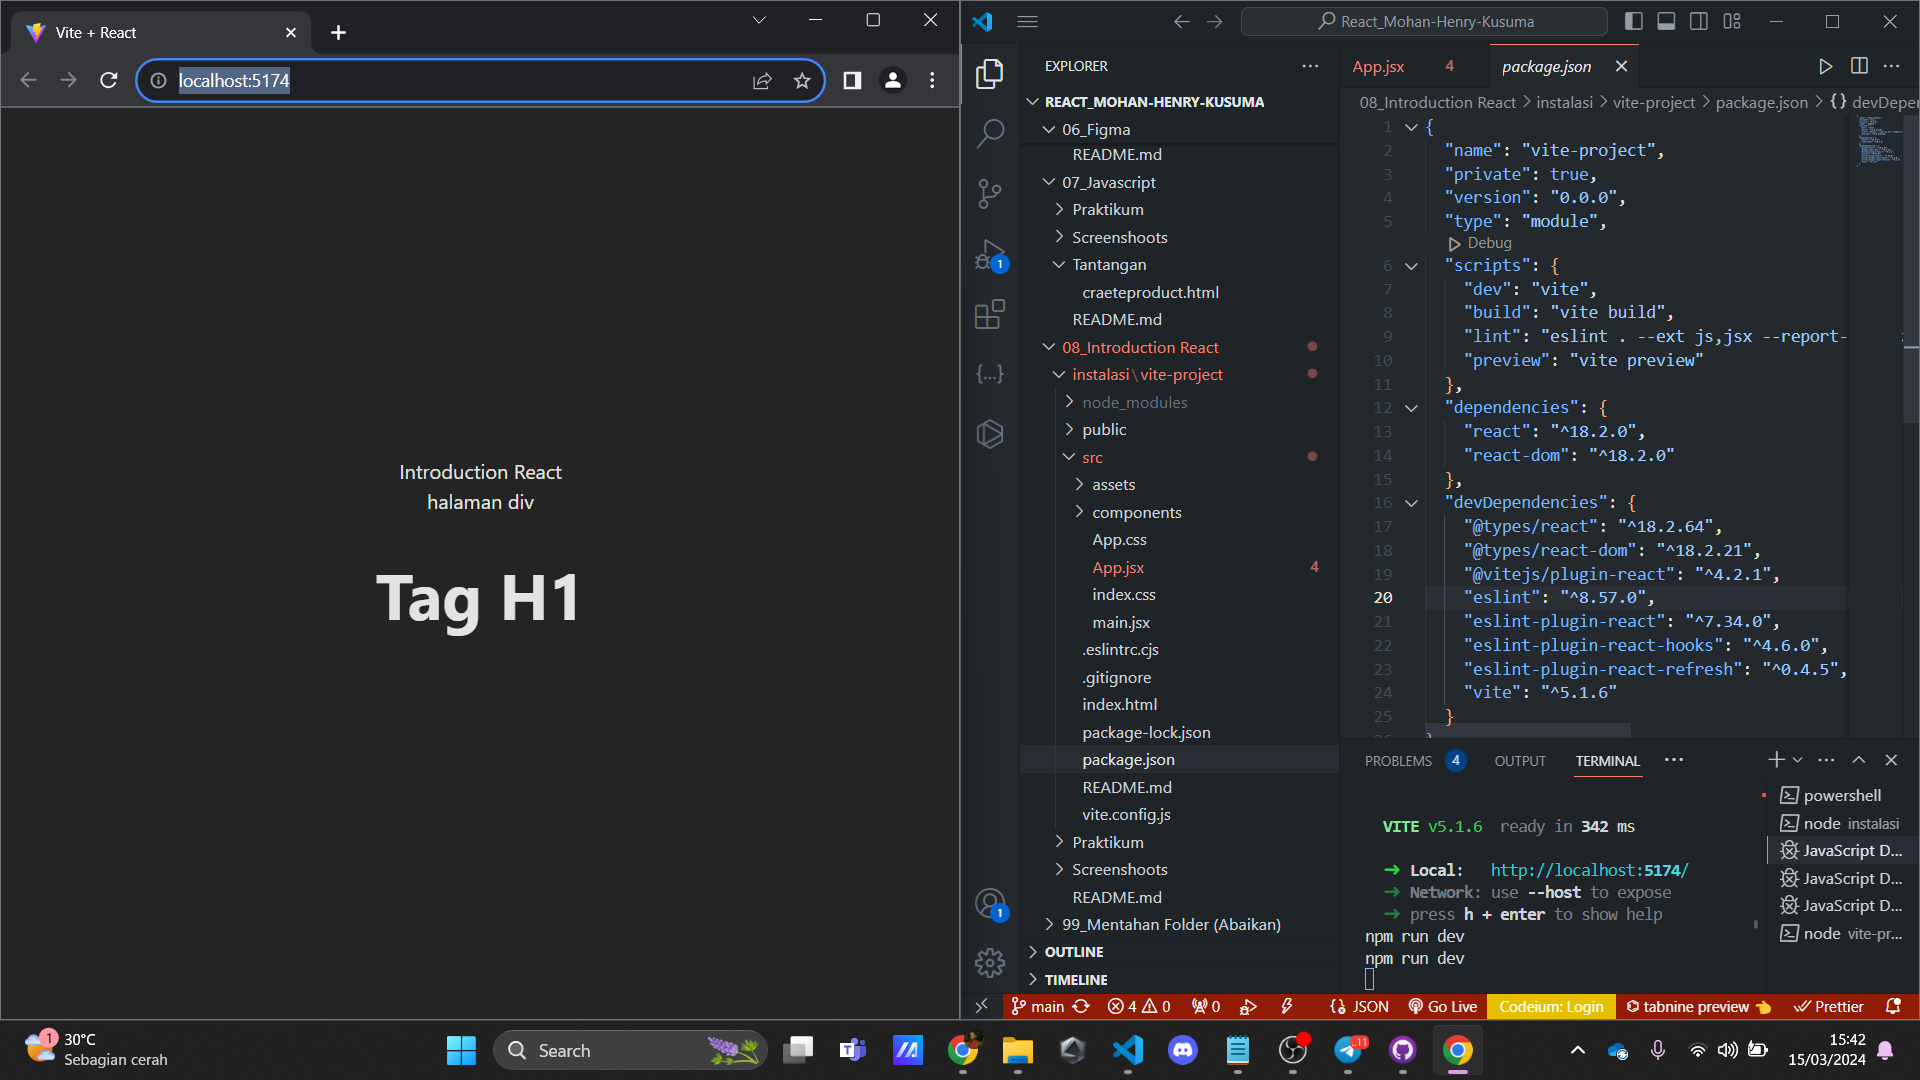 Vite + React
localhost:5174
Introduction React
halaman div
Tag H1
React_Mohan-Henry-Kusuma
EXPLORER
REACT_MOHAN-HENRY-KUSUMA
06_Figma
README.md
07_Javascript
Praktikum
Screenshoots
Tantangan
craeteproduct.html
README.md
08_Introduction React
instalasi\vite-project
node_modules
public
src
assets
components
App.css
App.jsx 4
index.css
main.jsx
.eslintrc.cjs
.gitignore
index.html
package-lock.json
package.json
README.md
vite.config.js
Praktikum
Screenshoots
README.md
99_Mentahan Folder (Abaikan)
OUTLINE
TIMELINE
1
1
App.jsx 4 package.json
08_Introduction React > instalasi > vite-project > package.json > {} devDeper
1 {
2 "name": "vite-project",
3 "private": true,
4 "version": "0.0.0",
5 "type": "module",
Debug
6 "scripts": {
7 "dev": "vite",
8 "build": "vite build",
9 "lint": "eslint . --ext js,jsx --report-
10 "preview": "vite preview"
11 },
12 "dependencies": {
13 "react": "^18.2.0",
14 "react-dom": "^18.2.0"
15 },
16 "devDependencies": {
17 "@types/react": "^18.2.64",
18 "@types/react-dom": "^18.2.21",
19 "@vitejs/plugin-react": "^4.2.1",
20 "eslint": "^8.57.0",
21 "eslint-plugin-react": "^7.34.0",
22 "eslint-plugin-react-hooks": "^4.6.0",
23 "eslint-plugin-react-refresh": "^0.4.5",
24 "vite": "^5.1.6"
25 }
PROBLEMS 4 OUTPUT TERMINAL
VITE v5.1.6 ready in 342 ms
➜ Local: http://localhost:5174/
➜ Network: use --host to expose
➜ press h + enter to show help
npm run dev
npm run dev
powershell
node instalasi
JavaScript D...
JavaScript D...
JavaScript D...
node vite-pr...
main 4 0 0 JSON Go Live Codeium: Login tabnine preview Prettier
1
30°C
Sebagian cerah
Search
11
15:42
15/03/2024